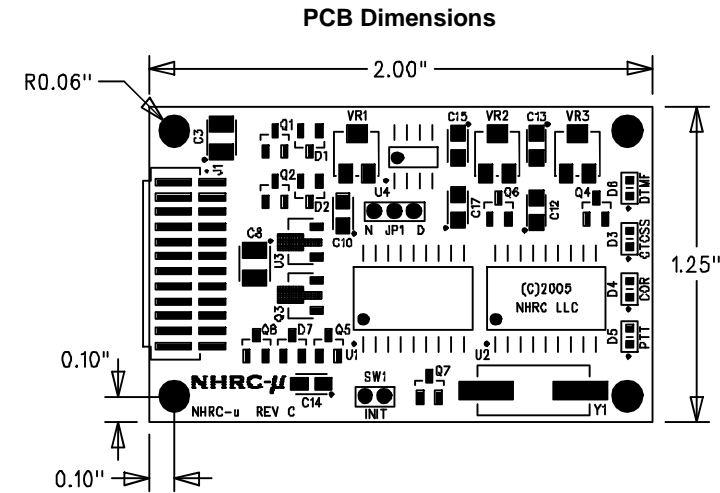 PCB Dimensions
2.00"
R0.06"
Q1
VR1
C15
VR2
C13
VR3
C3
D1
J1
Q2
U4
Q6
Q4
D6
DTMF
D2
C10
N JP1 D
C17
C12
D3
CTCSS
C8
U3
1.25"
(C)2005
NHRC LLC
D4
COR
Q3
Q8
D7
Q5
U1
U2
D5
PTT
0.10"
NHRC-μ
C14
SW1
Q7
NHRC-u REV C
INIT
Y1
0.10"